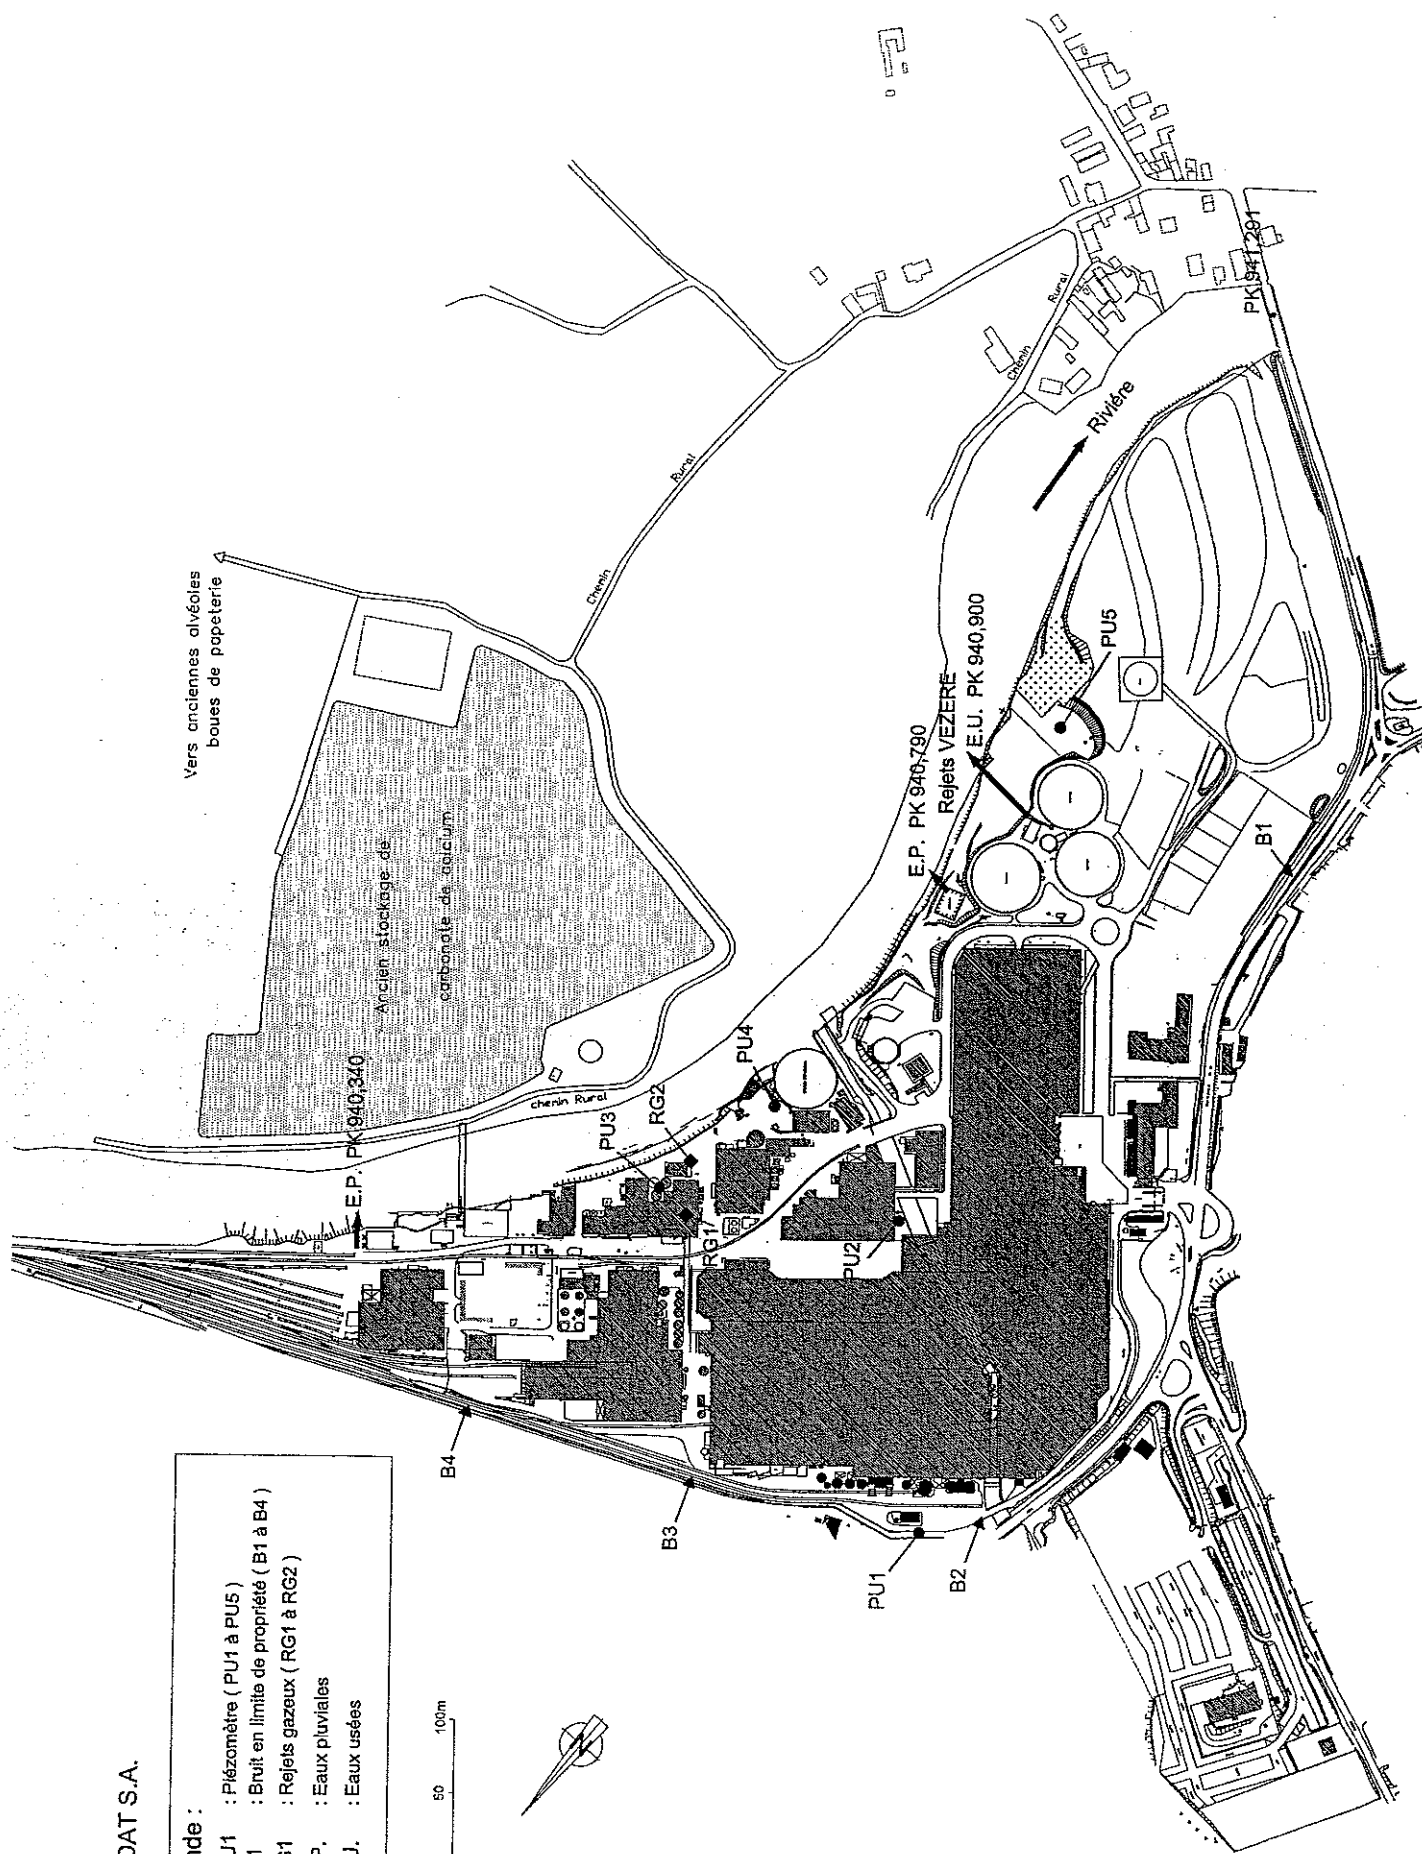 DAT S.A.
nde :
J1 : Piézomètre ( PU1 à PU5 )
1 : Bruit en limite de propriété ( B1 à B4 )
G1 : Rejets gazeux ( RG1 à RG2 )
P. : Eaux pluviales
J. : Eaux usées
50
100m
N
Vers anciennes alvéoles
boues de papeterie
Ancien stockage de
carbonate de calcium
E.P. PK 940,340
chemin Rural
Chemin
Rural
Chemin
Rural
Rivière
PK 941,291
E.P. PK 940,790
Rejets VEZERE
E.U. PK 940,900
PU5
PU4
RG2
PU3
RG1
PU2
B4
B3
PU1
B2
B1